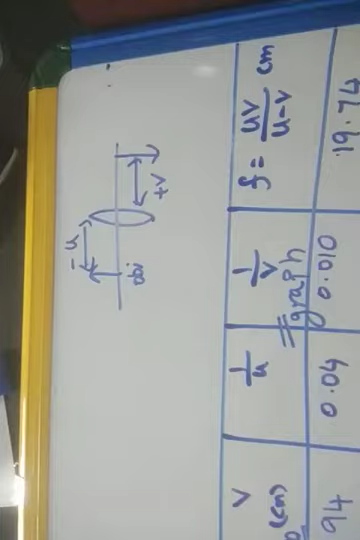 -u +v
obj
v 1/u 1/v f = uv/u-v cm
(cm) graph
94 0.04 0.010 19.74